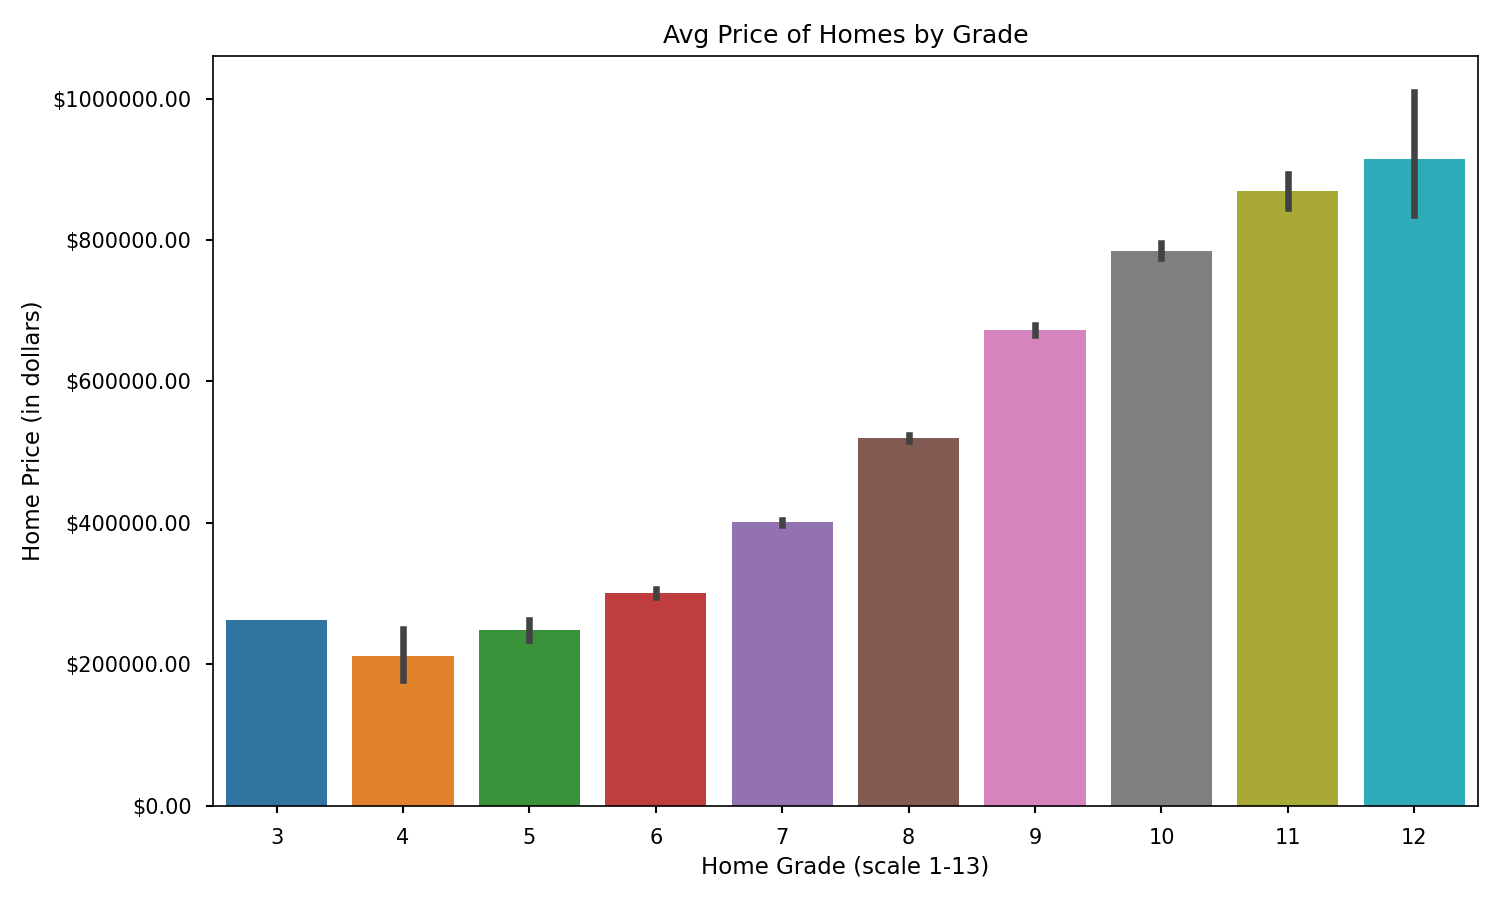 Avg Price of Homes by Grade
$1000000.00
$800000.00
$600000.00
$400000.00
$200000.00
$0.00
Home Price (in dollars)
3 4 5 6 7 8 9 10 11 12
Home Grade (scale 1-13)